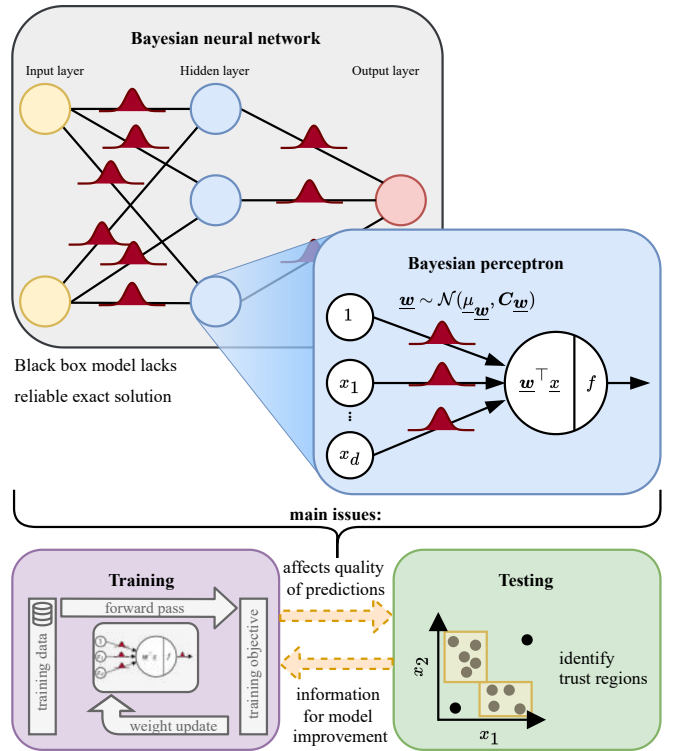 Bayesian neural network
Input layer
Hidden layer
Output layer
Bayesian perceptron
w ∼ N(μ_w, C_w)
1
x₁
⋮
x_d
w⊤x
f
Black box model lacks
reliable exact solution
main issues:
Training
forward pass
training data
training objective
1
w⊤x
f
weight update
affects quality
of predictions
information
for model
improvement
Testing
x₂
x₁
identify
trust regions